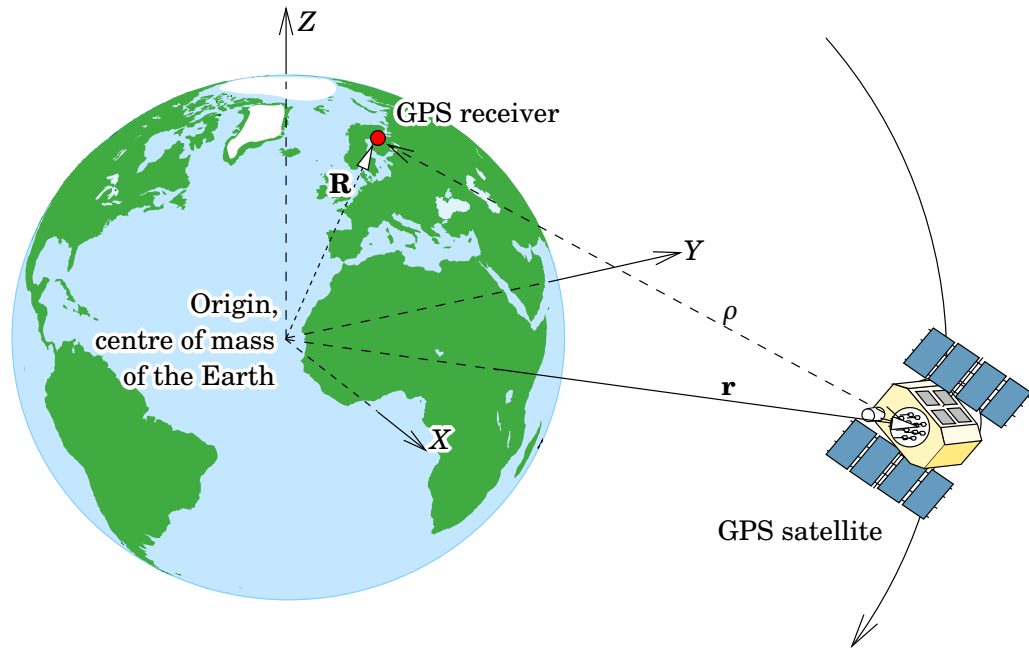 Z
GPS receiver
R
Y
Origin,
centre of mass
of the Earth
ρ
r
X
GPS satellite